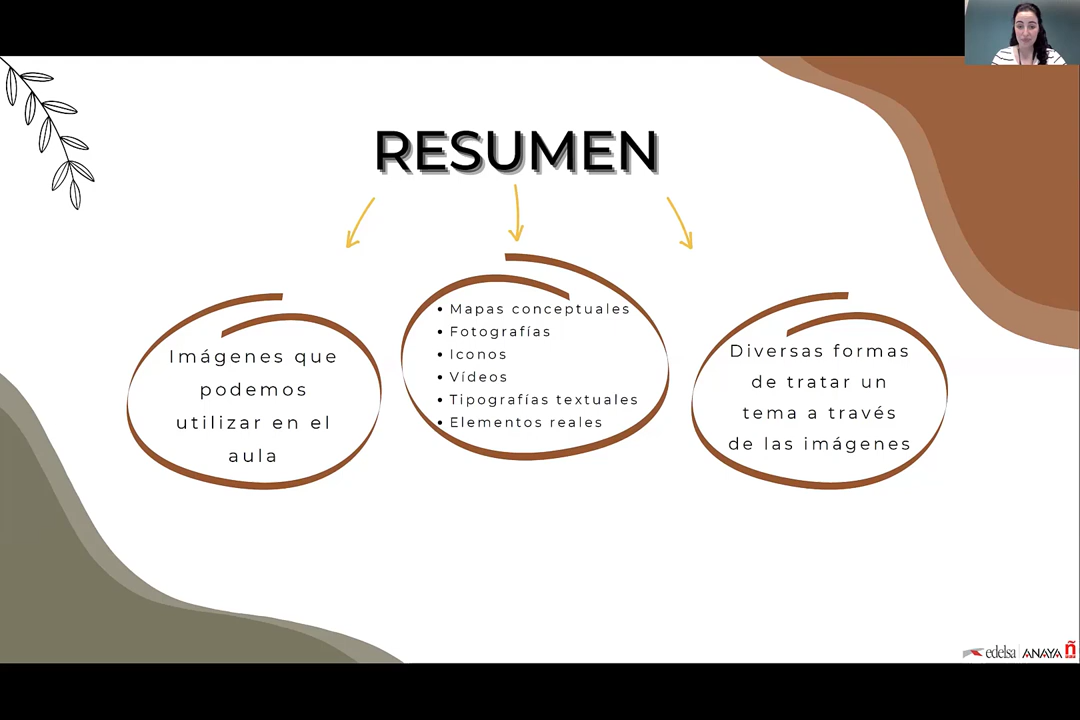 RESUMEN
Imágenes que
podemos
utilizar en el
aula
• Mapas conceptuales
• Fotografías
• Iconos
• Vídeos
• Tipografías textuales
• Elementos reales
Diversas formas
de tratar un
tema a través
de las imágenes
edelsa ANAYA ñ